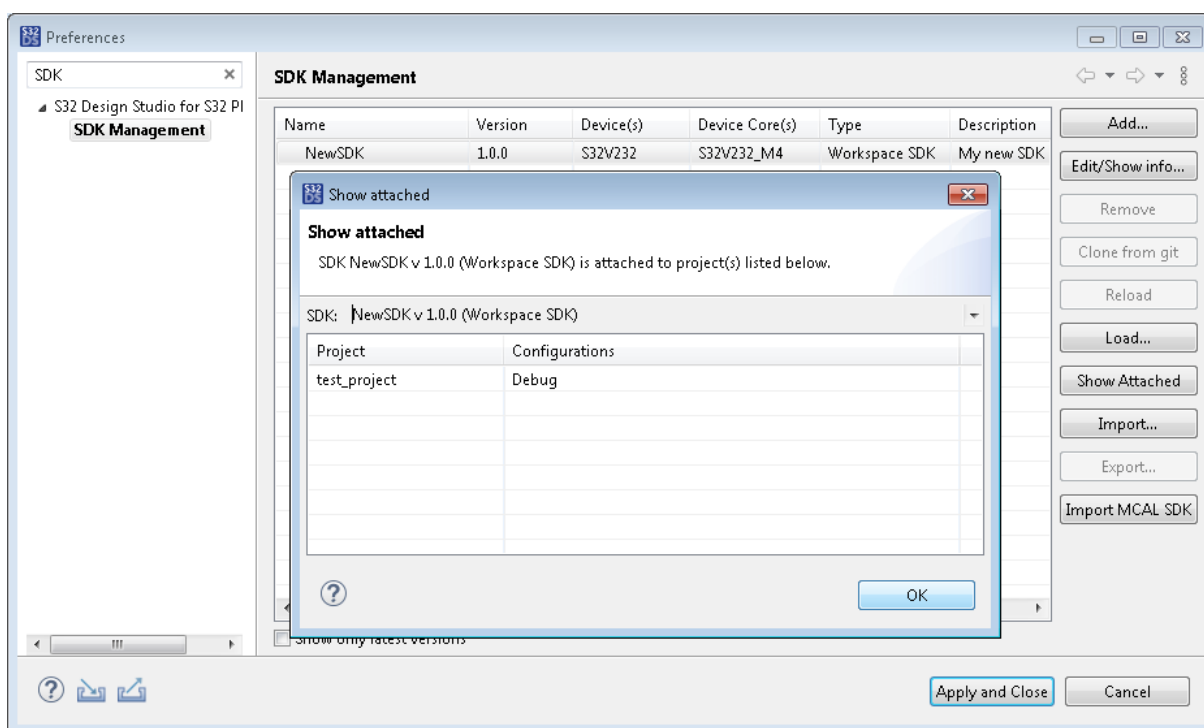 Preferences
SDK
SDK Management
S32 Design Studio for S32 Pl
SDK Management
Name Version Device(s) Device Core(s) Type Description
NewSDK 1.0.0 S32V232 S32V232_M4 Workspace SDK My new SDK
Add...
Edit/Show info...
Remove
Clone from git
Reload
Load...
Show Attached
Import...
Export...
Import MCAL SDK
Show attached
Show attached
SDK NewSDK v 1.0.0 (Workspace SDK) is attached to project(s) listed below.
SDK: NewSDK v 1.0.0 (Workspace SDK)
Project Configurations
test_project Debug
OK
Show only latest versions
Apply and Close Cancel